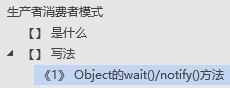 生产者消费者模式
【】 是什么
【】 写法
《1》 Object的wait()/notify()方法